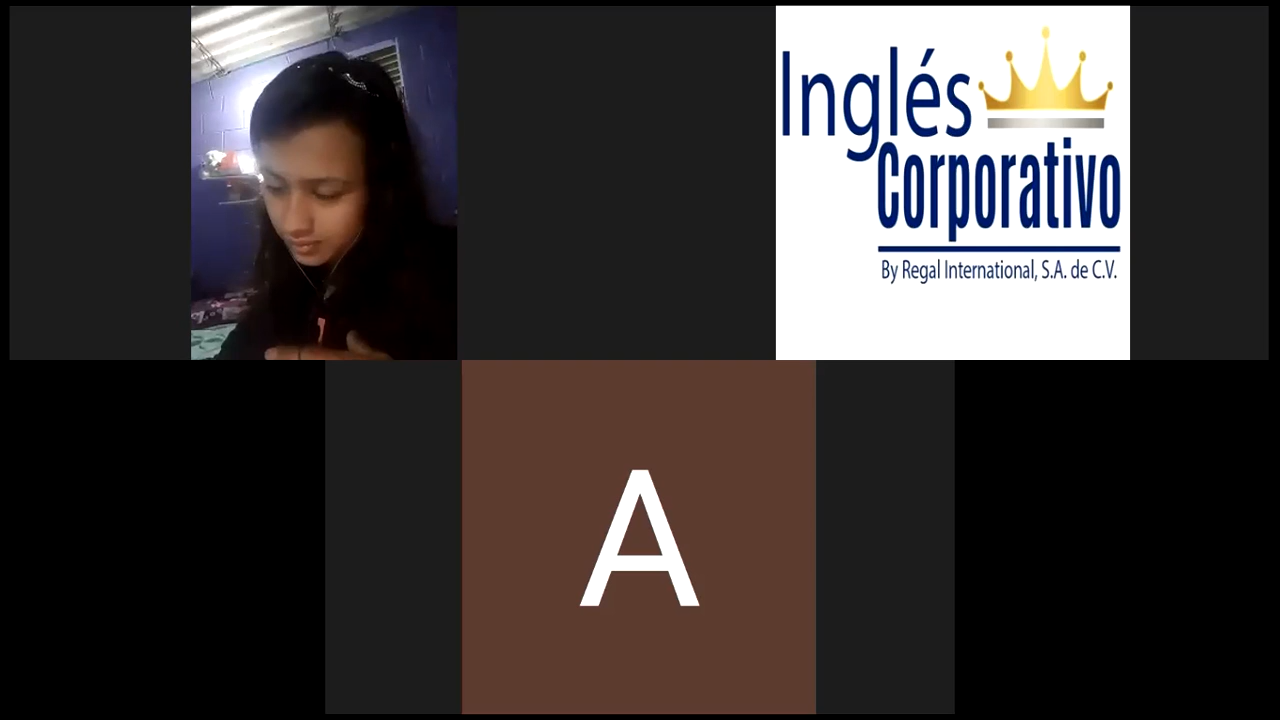 Inglés
Corporativo
By Regal International, S.A. de C.V.
A